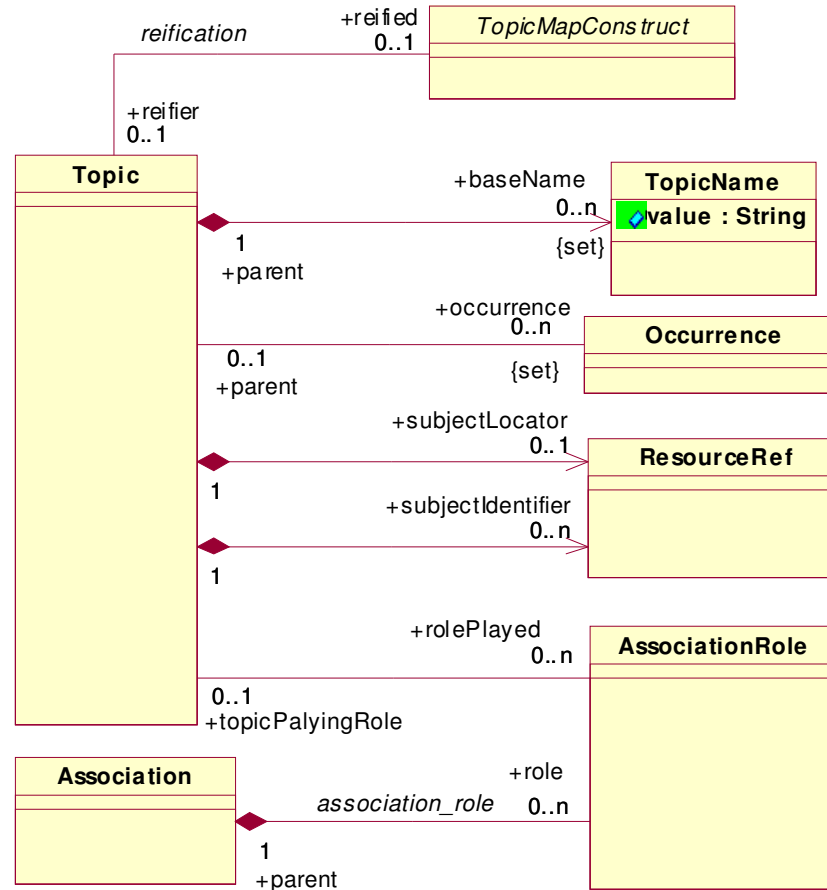 reification
+reified
0..1
TopicMapConstruct
+reifier
0..1
Topic
+baseName
0..n
TopicName
value : String
1
+parent
{set}
+occurrence
0..n
Occurrence
0..1
+parent
{set}
+subjectLocator
0..1
ResourceRef
1
+subjectIdentifier
0..n
1
+rolePlayed
0..n
AssociationRole
0..1
+topicPalyingRole
Association
+role
association_role
0..n
1
+parent